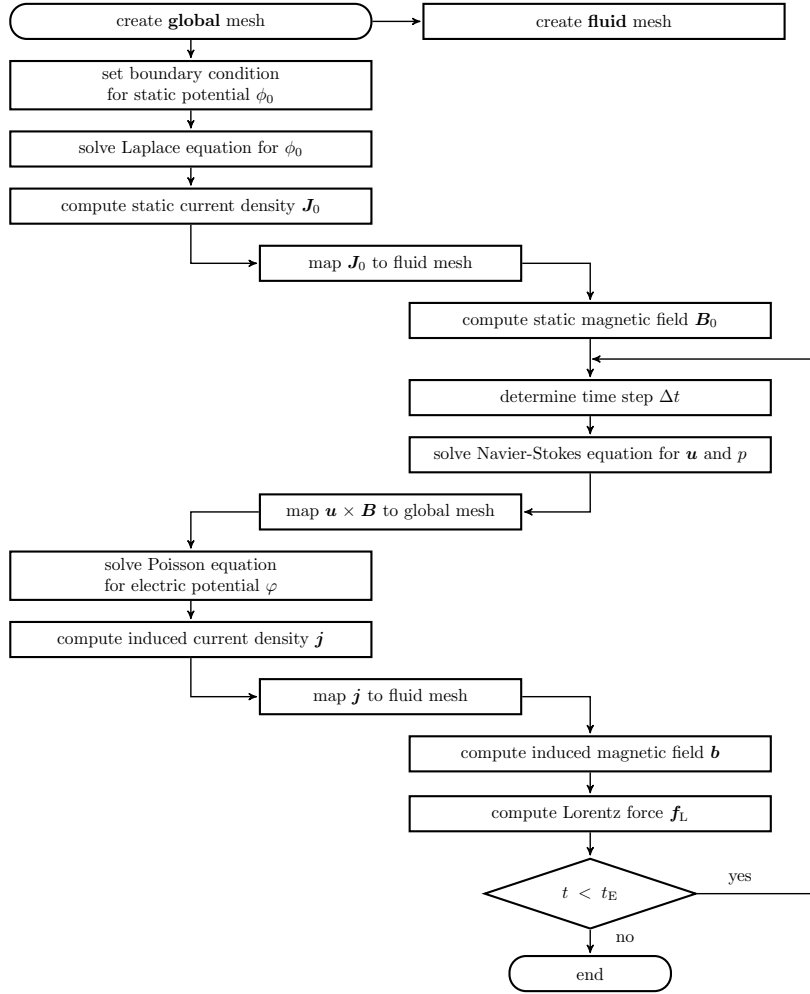 create global mesh
create fluid mesh
set boundary condition
for static potential ϕ₀
solve Laplace equation for ϕ₀
compute static current density J₀
map J₀ to fluid mesh
compute static magnetic field B₀
determine time step Δt
solve Navier-Stokes equation for u and p
map u × B to global mesh
solve Poisson equation
for electric potential φ
compute induced current density j
map j to fluid mesh
compute induced magnetic field b
compute Lorentz force f_L
t < t_E
yes
no
end